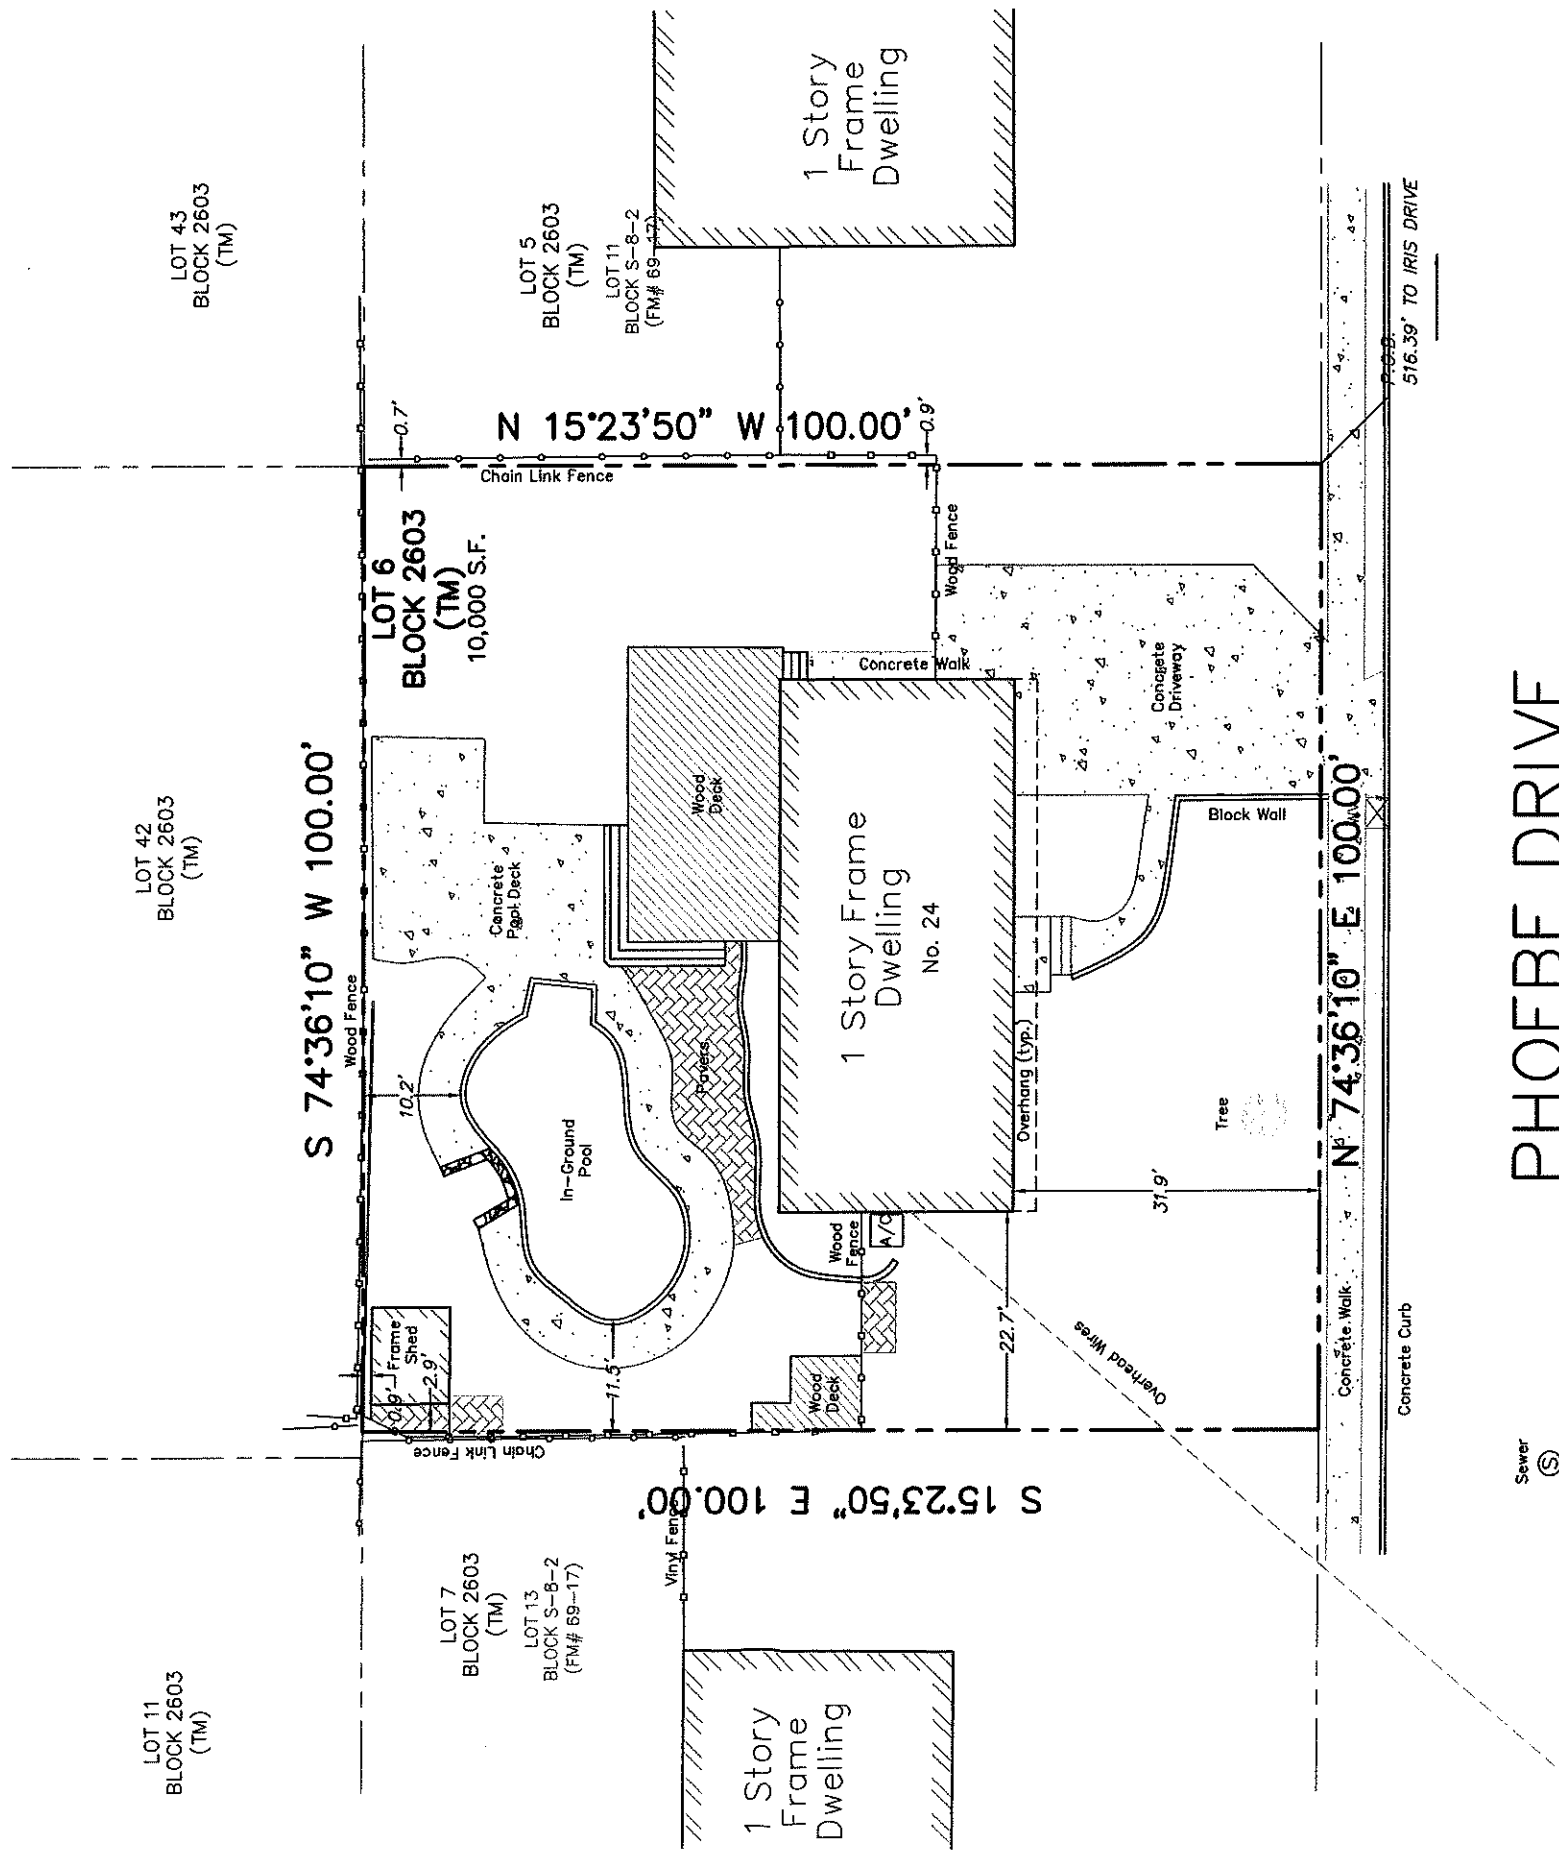 LOT 11
BLOCK 2603
(TM)
LOT 42
BLOCK 2603
(TM)
LOT 43
BLOCK 2603
(TM)
S 74°36'10" W 100.00'
Wood Fence
LOT 6
BLOCK 2603
(TM)
10,000 S.F.
0.7'
N 15°23'50" W 100.00'
0.9'
Chain Link Fence
LOT 5
BLOCK 2603
(TM)
LOT 11
BLOCK S-8-2
(FM# 69-17)
1 Story
Frame
Dwelling
LOT 7
BLOCK 2603
(TM)
LOT 13
BLOCK S-8-2
(FM# 69-17)
1 Story
Frame
Dwelling
Chain Link Fence
Vinyl Fence
S 15°23'50" E 100.00'
Frame
Shed
0.9'
2.9'
10.2'
11.5'
In-Ground
Pool
Concrete
Pool Deck
Wood
Deck
Pavers
Wood
Deck
Wood
Fence
A/C
Concrete Walk
Wood Fence
1 Story Frame
Dwelling
No. 24
Overhang (typ.)
22.7'
31.9'
Tree
Block Wall
Concrete
Driveway
Overhead Wires
N 74°36'10" E 100.00'
WV
Concrete Walk
Concrete Curb
P.O.B.
516.39' TO IRIS DRIVE
Sewer
S
PHOEBE DRIVE